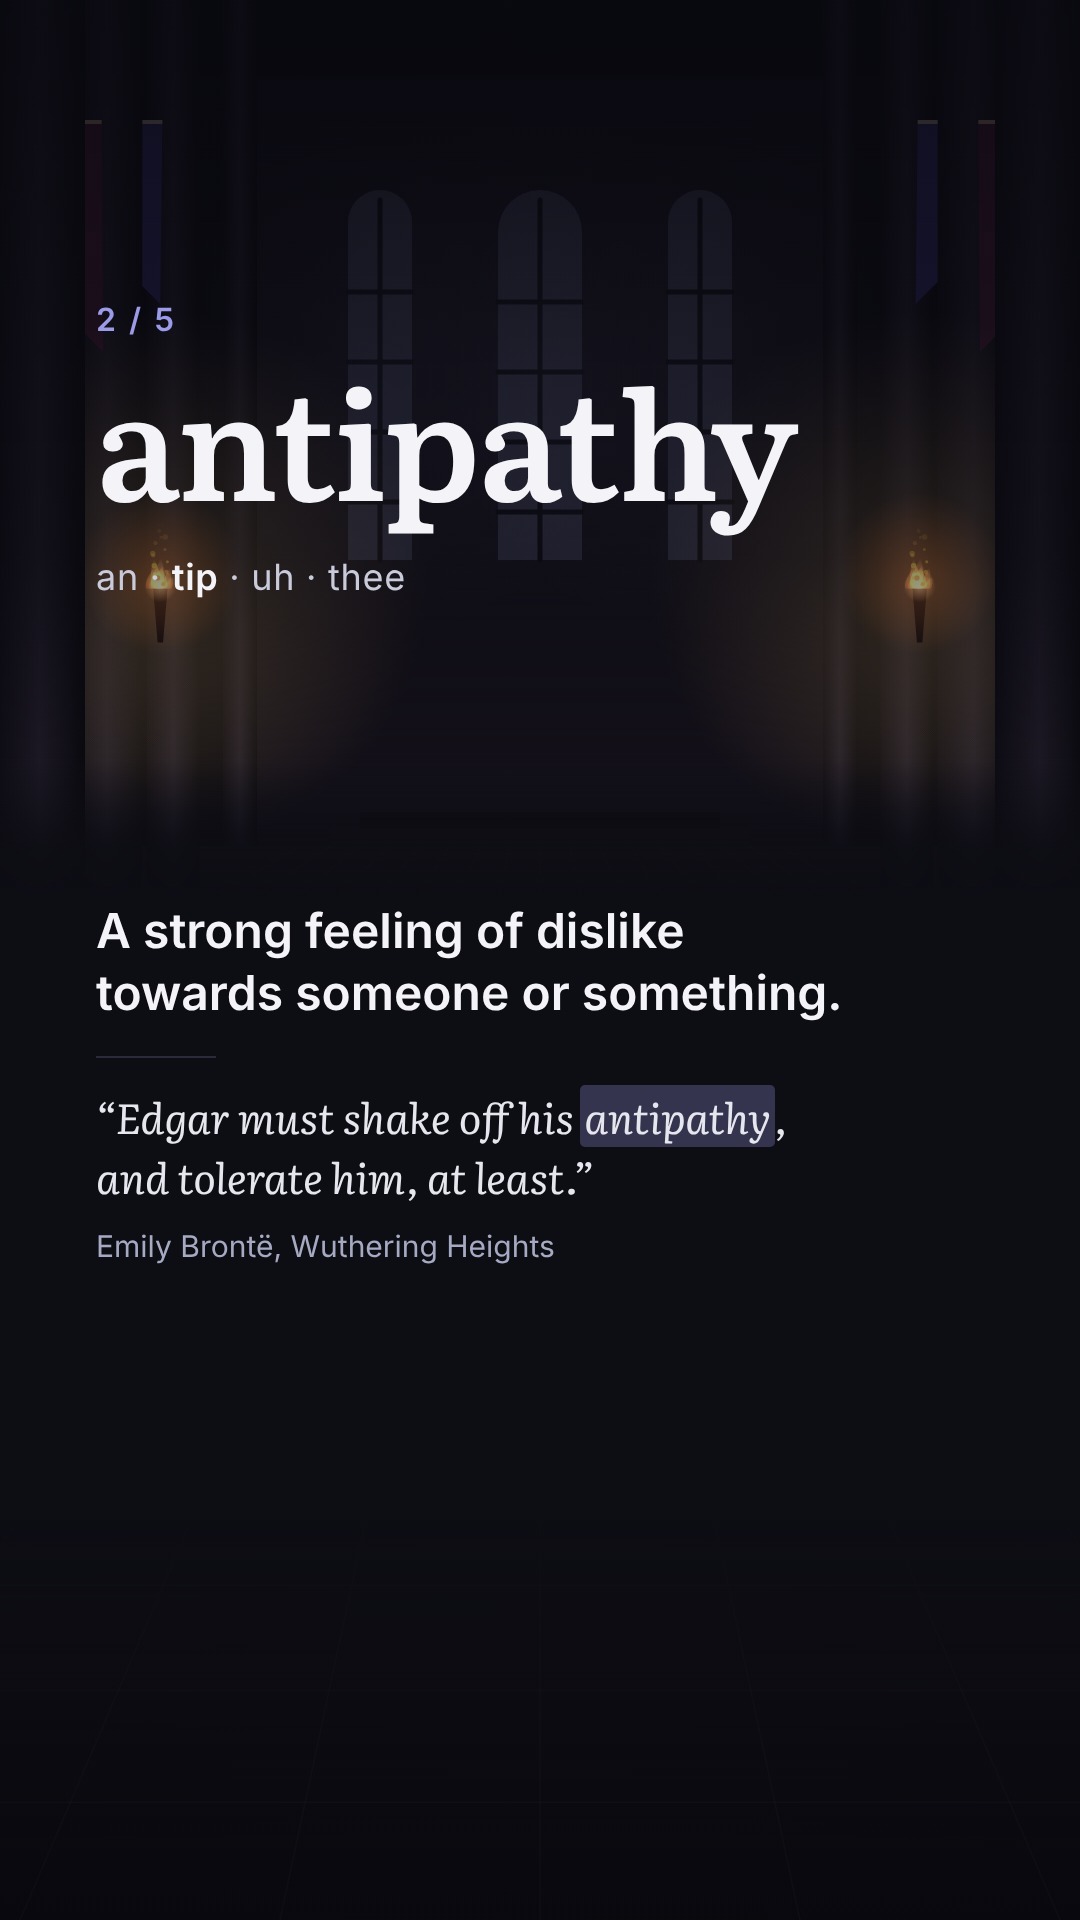 2 / 5
antipathy
an · tip · uh · thee
A strong feeling of dislike
towards someone or something.
“Edgar must shake off his antipathy,
and tolerate him, at least.”
Emily Brontë, Wuthering Heights